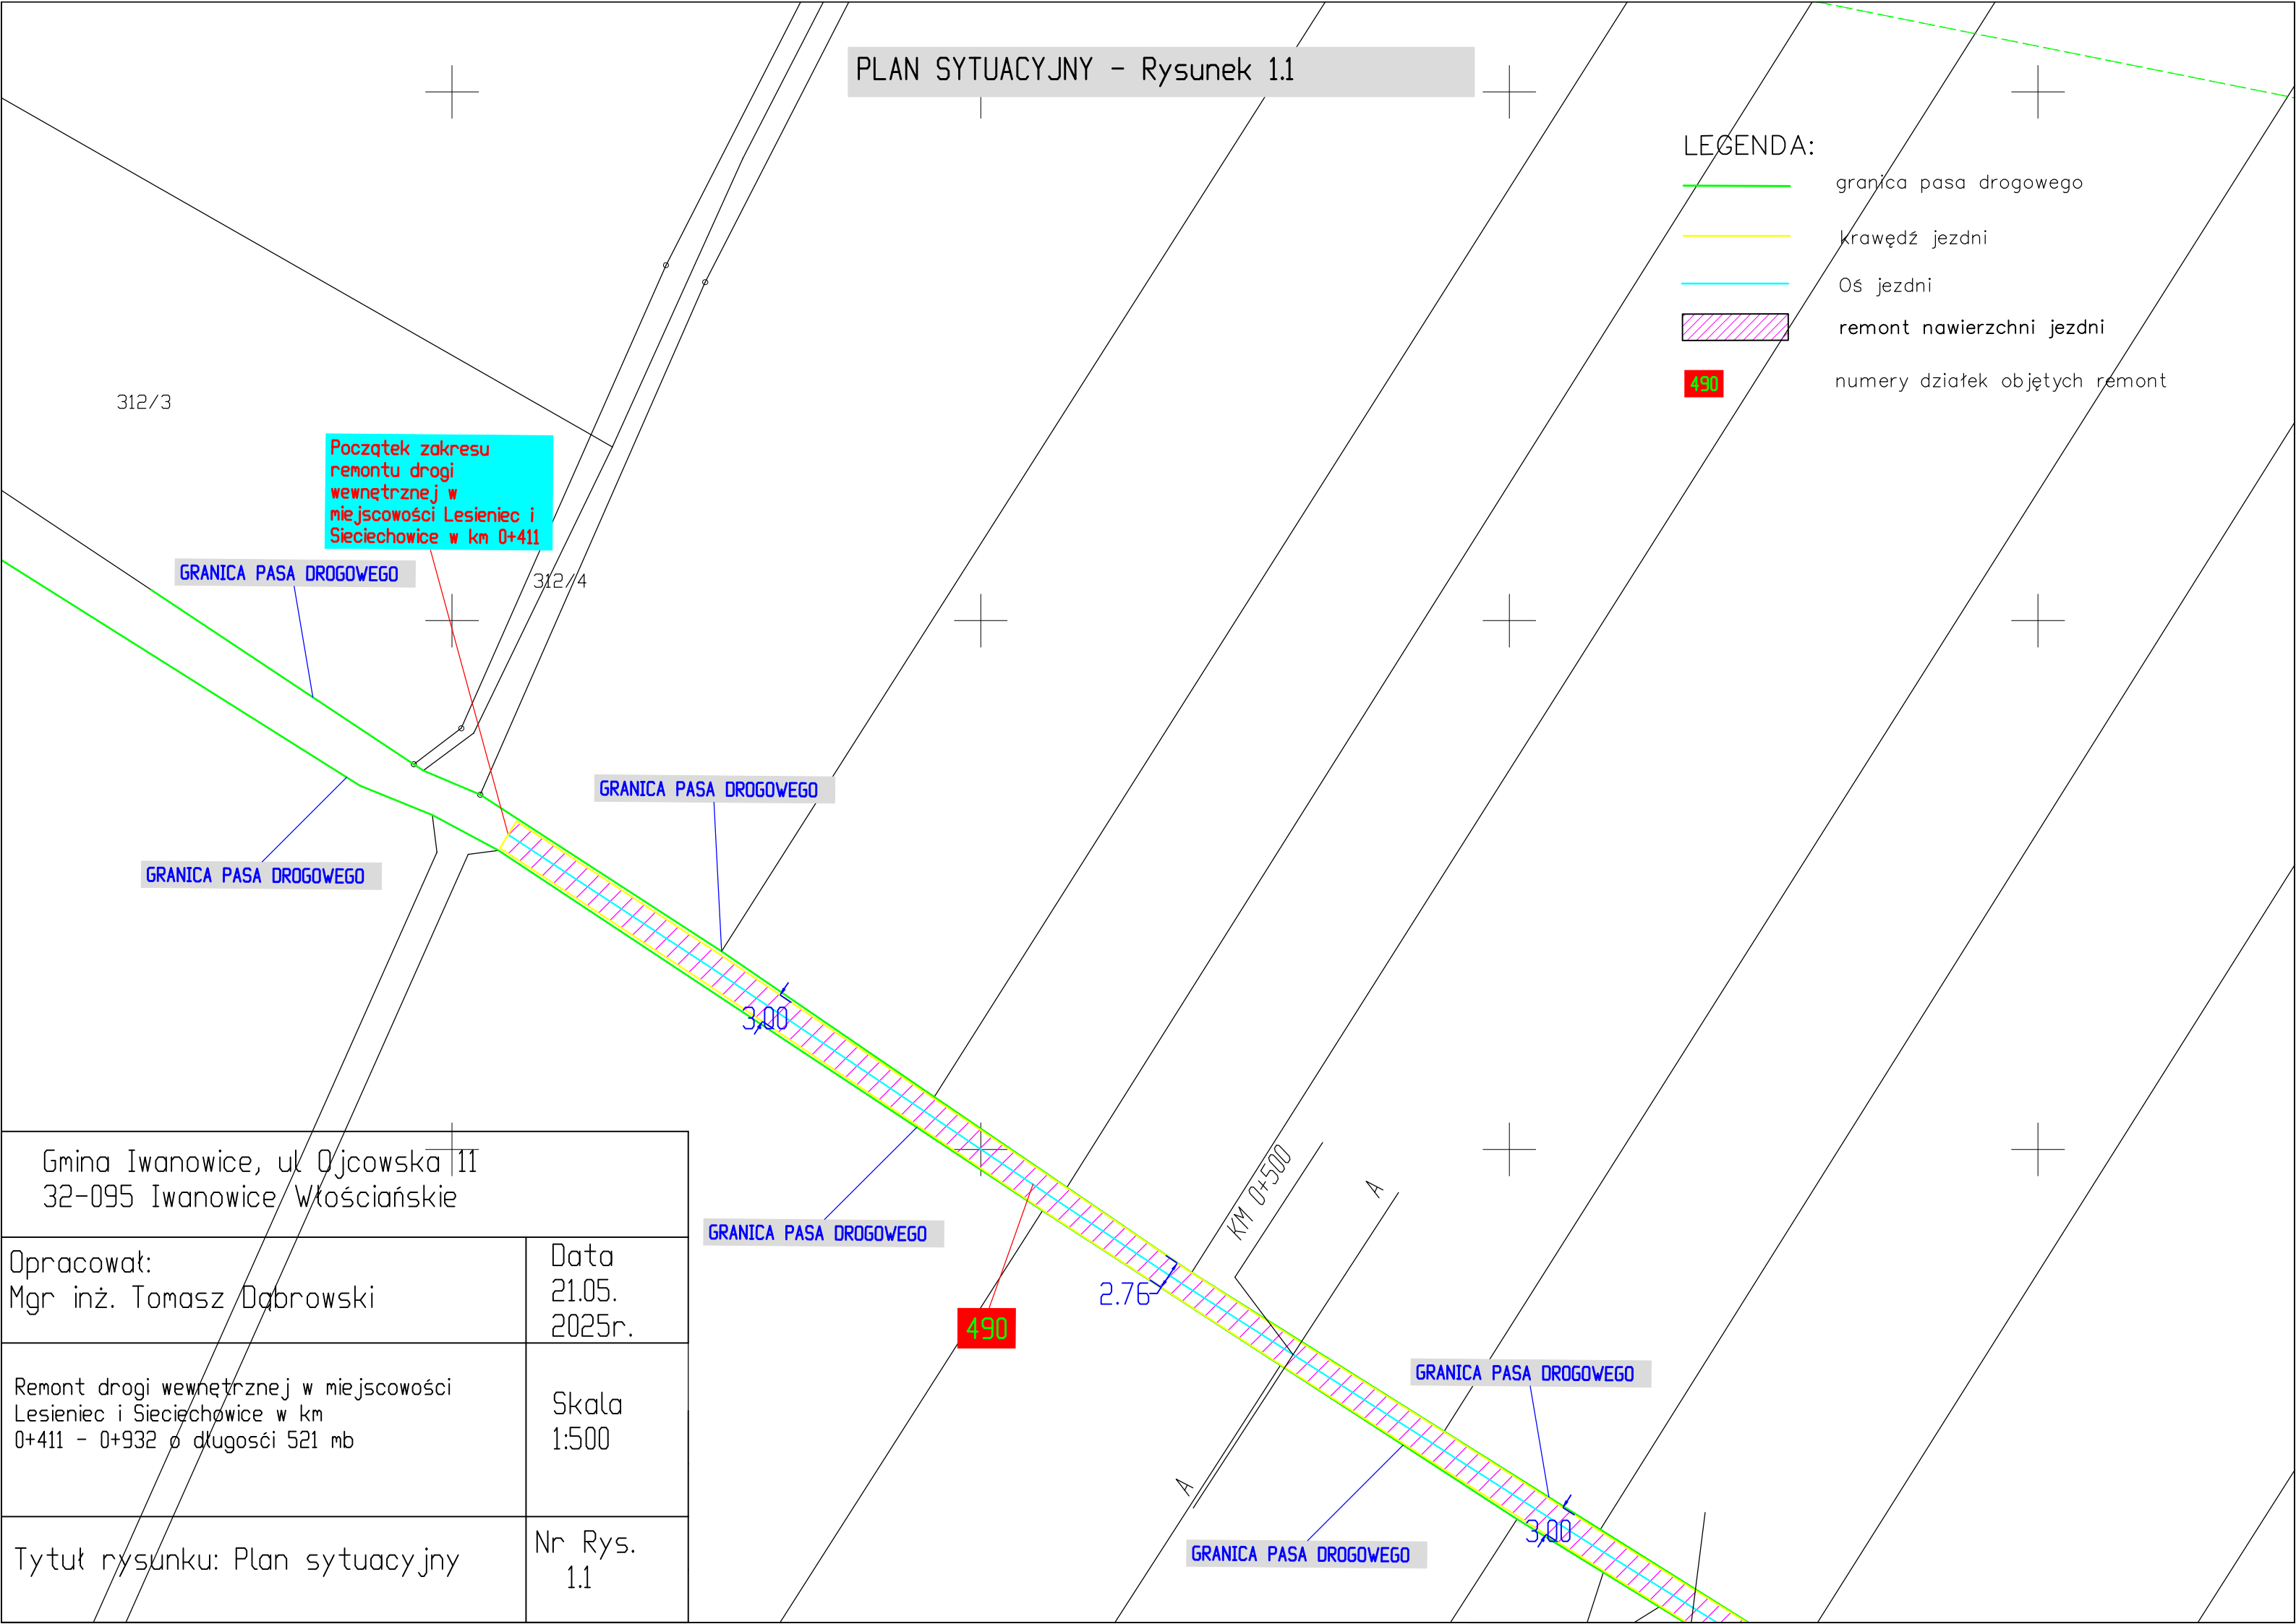 PLAN SYTUACYJNY - Rysunek 1.1
LEGENDA:
granica pasa drogowego
krawędź jezdni
Oś jezdni
remont nawierzchni jezdni
490
numery działek objętych remont
312/3
Początek zakresu
remontu drogi
wewnętrznej w
miejscowości Lesieniec i
Sieciechowice w km 0+411
GRANICA PASA DROGOWEGO
312/4
GRANICA PASA DROGOWEGO
GRANICA PASA DROGOWEGO
3.00
KM 0+500
A
GRANICA PASA DROGOWEGO
2.76
490
GRANICA PASA DROGOWEGO
A
3.00
GRANICA PASA DROGOWEGO
Gmina Iwanowice, ul Ojcowska 11
32-095 Iwanowice Włościańskie
Opracował:
Mgr inż. Tomasz Dąbrowski
Data
21.05.
2025r.
Remont drogi wewnętrznej w miejscowości
Lesieniec i Sieciechowice w km
0+411 - 0+932 o długosći 521 mb
Skala
1:500
Tytuł rysunku: Plan sytuacyjny
Nr Rys.
1.1